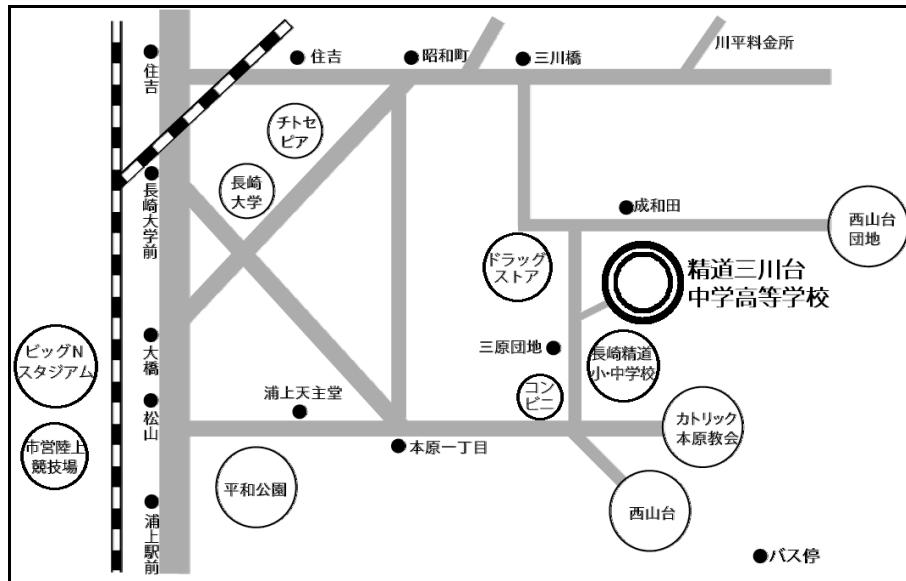 住吉
昭和町
三川橋
川平料金所
住吉
チトセ
ピア
長崎
大学
長崎大学前
成和田
西山台
団地
ドラッグ
ストア
精道三川台
中学高等学校
ビッグN
スタジアム
大橋
三原団地
長崎精道
小・中学校
コン
ビニ
松山
浦上天主堂
カトリック
本原教会
市営陸上
競技場
本原一丁目
平和公園
西山台
浦上駅前
バス停